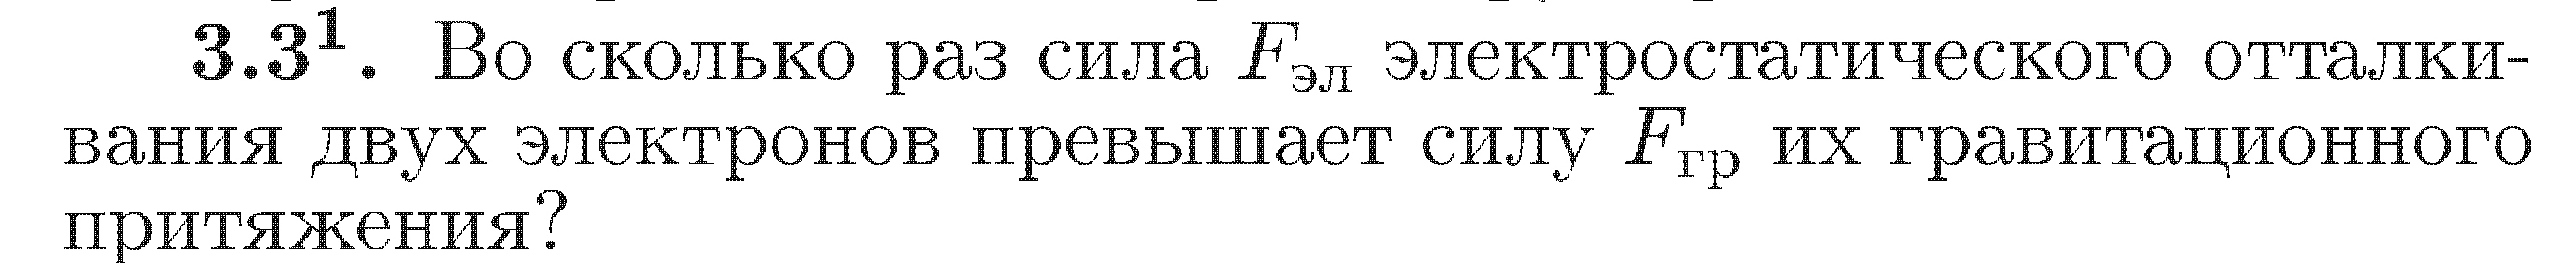 3.3¹. Во сколько раз сила Fэл электростатического отталки-
вания двух электронов превышает силу Fгр их гравитационного
притяжения?